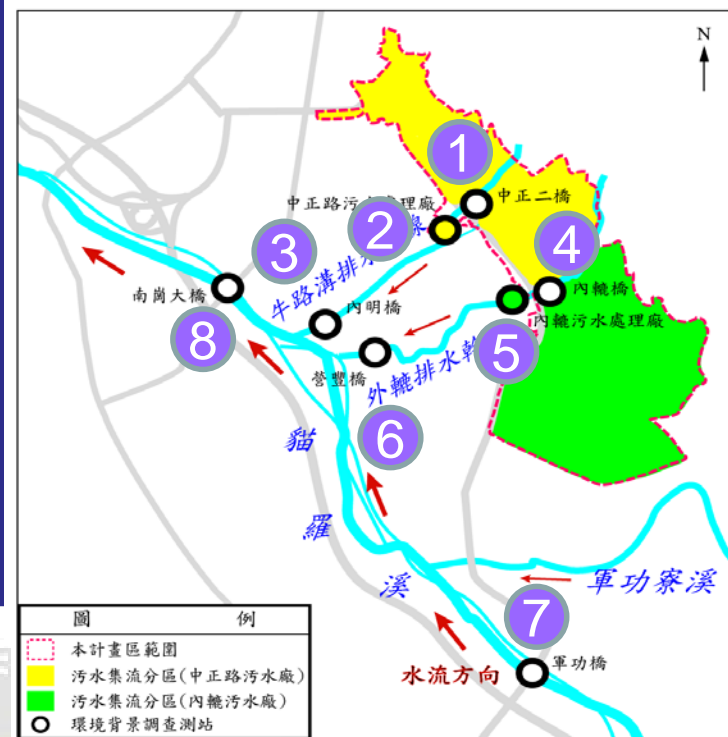 N
1
中正二橋
中正路污水處理廠
2
4
3
牛路溝排水幹線
內轆橋
南崗大橋
內明橋
內轆污水處理廠
8
5
營豐橋
外轆排水幹
6
貓羅溪
軍功寮溪
7
水流方向
軍功橋
圖 例
本計畫區範圍
污水集流分區(中正路污水廠)
污水集流分區(內轆污水廠)
環境背景調查測站